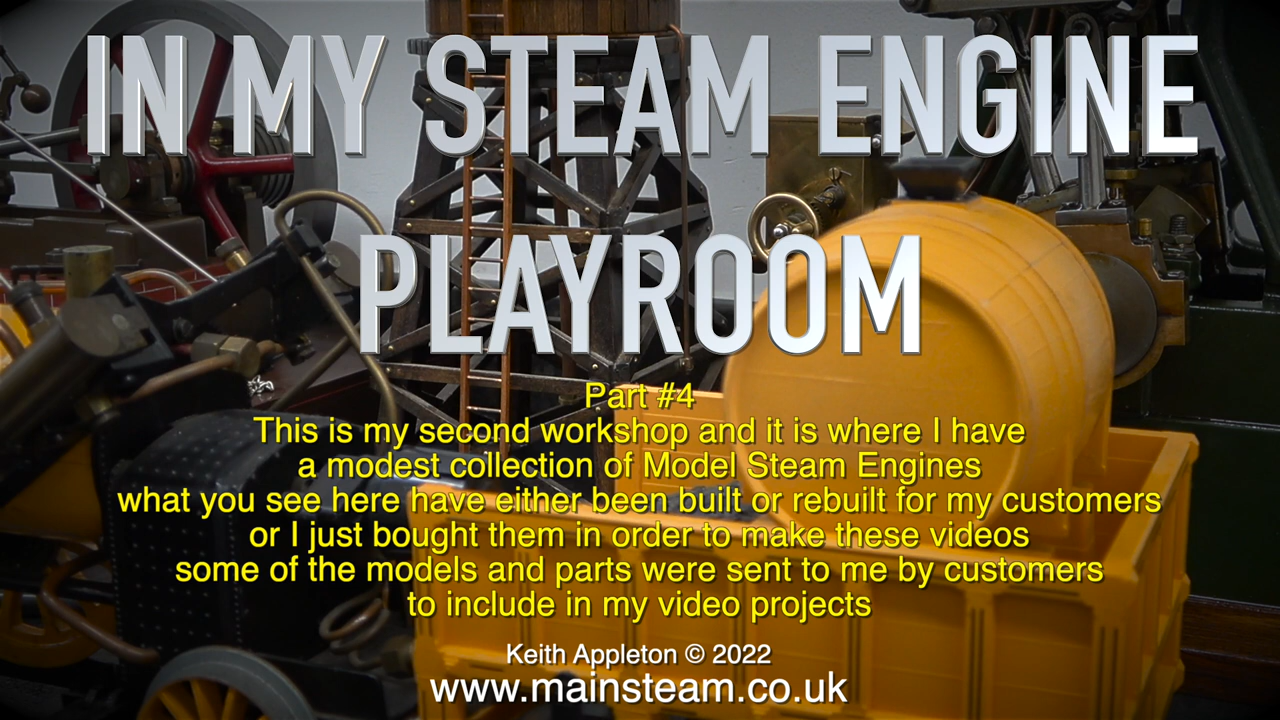 IN MY STEAM ENGINE
PLAYROOM
Part #4
This is my second workshop and it is where I have
a modest collection of Model Steam Engines
what you see here have either been built or rebuilt for my customers
or I just bought them in order to make these videos
some of the models and parts were sent to me by customers
to include in my video projects
Keith Appleton © 2022
www.mainsteam.co.uk